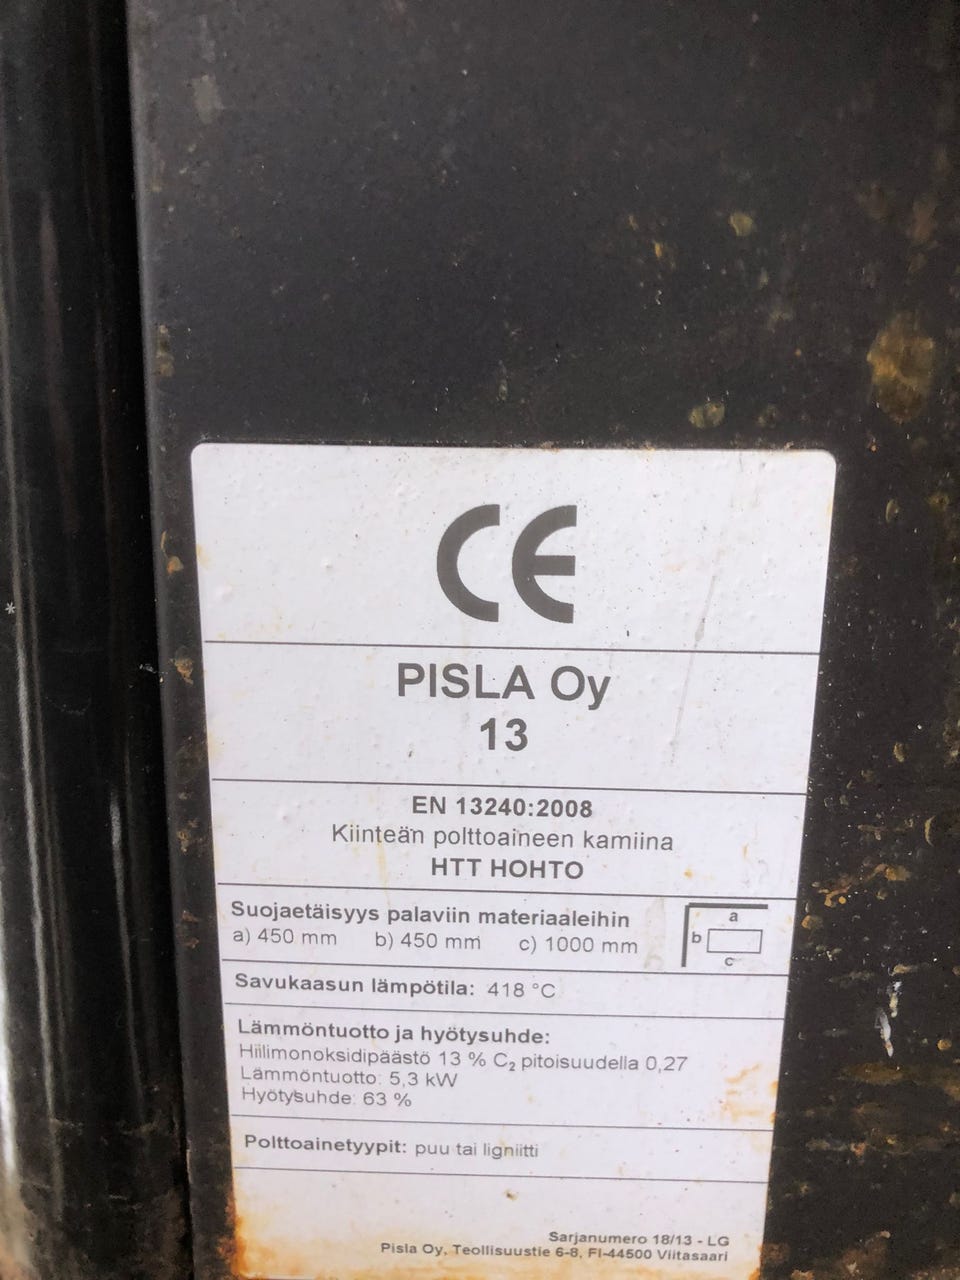 CE
PISLA Oy
13
EN 13240:2008
Kiinteän polttoaineen kamiina
HTT HOHTO
Suojaetäisyys palaviin materiaaleihin
a) 450 mm b) 450 mm c) 1000 mm
a
b
c
Savukaasun lämpötila: 418 °C
Lämmöntuotto ja hyötysuhde:
Hiilimonoksidipäästö 13 % C₂ pitoisuudella 0,27
Lämmöntuotto: 5,3 kW
Hyötysuhde: 63 %
Polttoainetyypit: puu tai ligniitti
Sarjanumero 18/13 - LG
Pisla Oy, Teollisuustie 6-8, FI-44500 Viitasaari